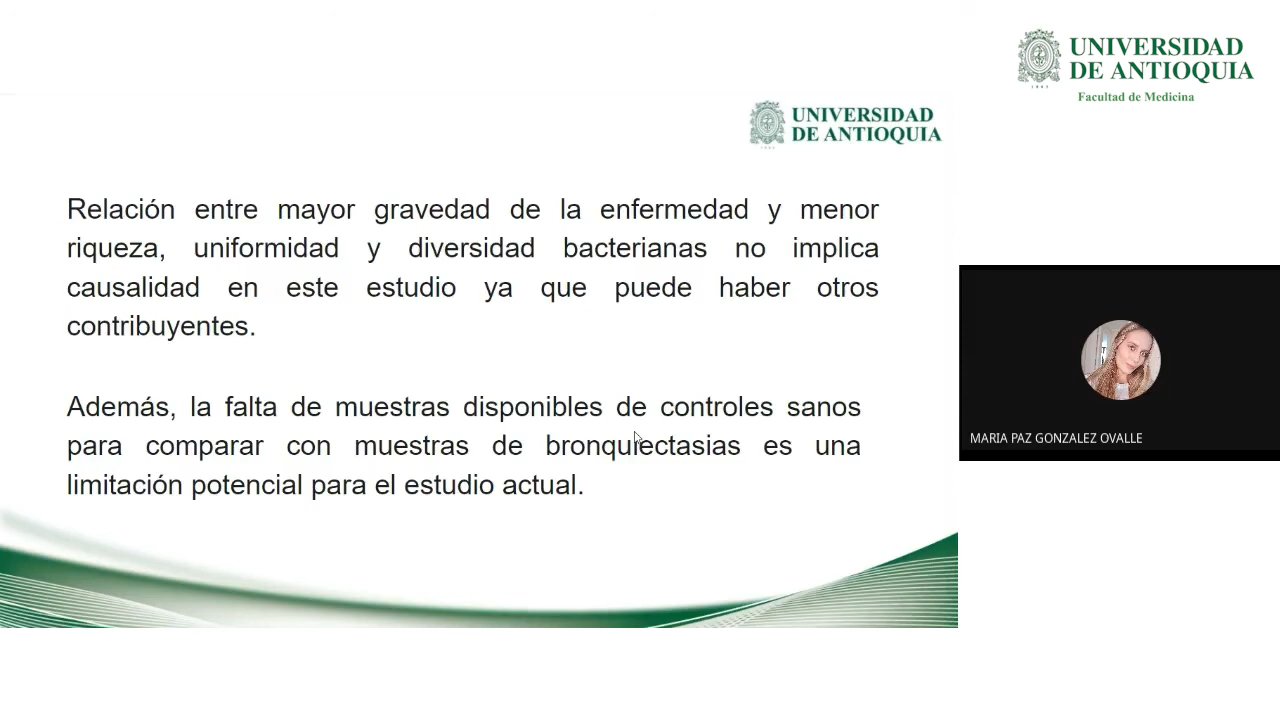 UNIVERSIDAD
DE ANTIOQUIA
1803
Facultad de Medicina
UNIVERSIDAD
DE ANTIOQUIA
Relación entre mayor gravedad de la enfermedad y menor
riqueza, uniformidad y diversidad bacterianas no implica
causalidad en este estudio ya que puede haber otros
contribuyentes.
Además, la falta de muestras disponibles de controles sanos
para comparar con muestras de bronquiectasias es una
limitación potencial para el estudio actual.
MARIA PAZ GONZALEZ OVALLE